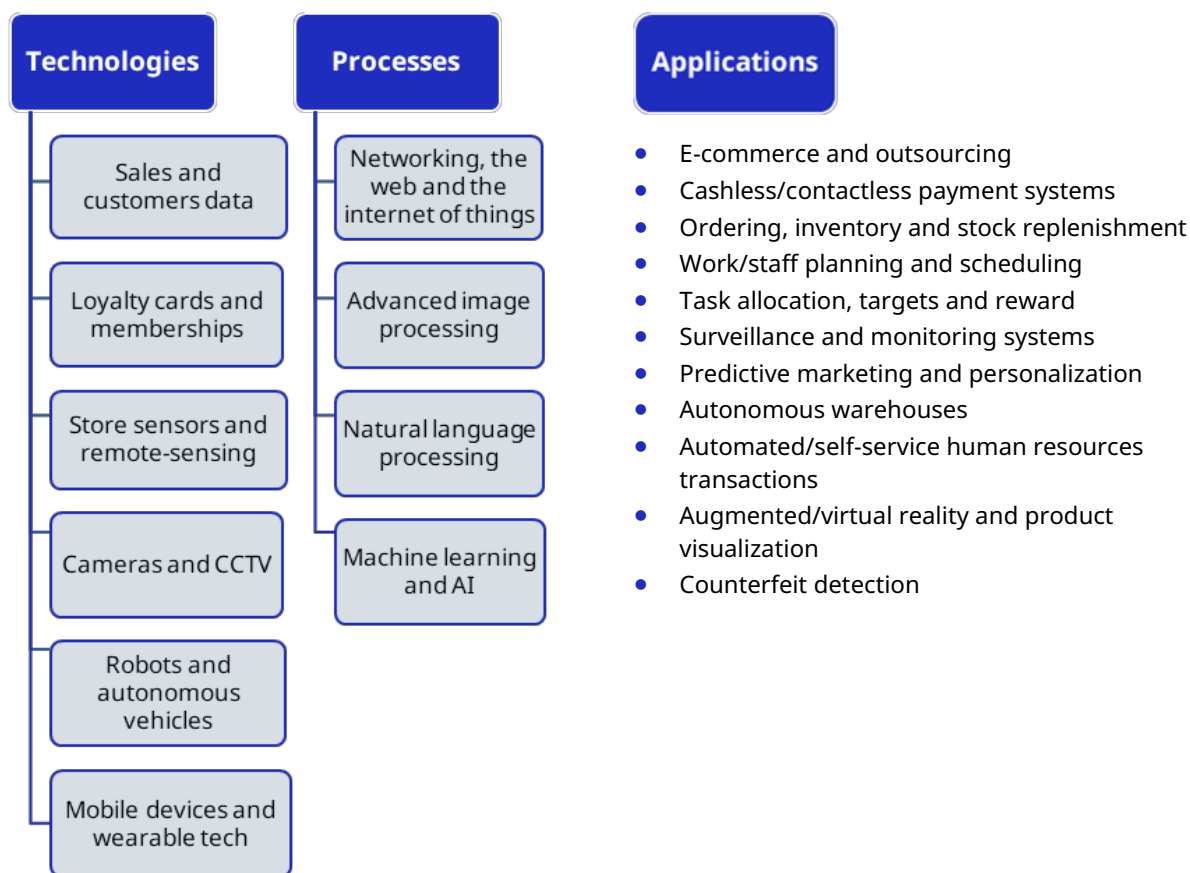 Technologies
Sales and
customers data
Loyalty cards and
memberships
Store sensors and
remote-sensing
Cameras and CCTV
Robots and
autonomous
vehicles
Mobile devices and
wearable tech
Processes
Networking, the
web and the
internet of things
Advanced image
processing
Natural language
processing
Machine learning
and AI
Applications
• E-commerce and outsourcing
• Cashless/contactless payment systems
• Ordering, inventory and stock replenishment
• Work/staff planning and scheduling
• Task allocation, targets and reward
• Surveillance and monitoring systems
• Predictive marketing and personalization
• Autonomous warehouses
• Automated/self-service human resources
transactions
• Augmented/virtual reality and product
visualization
• Counterfeit detection